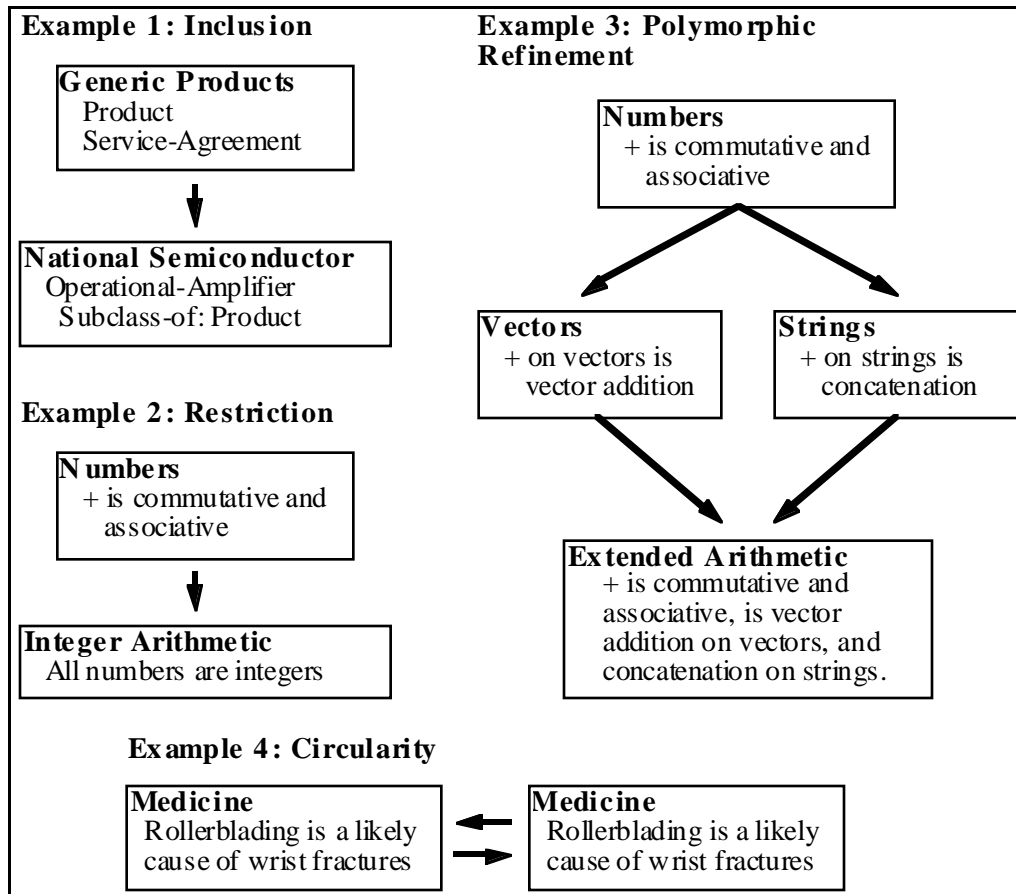 Example 1: Inclusion
Generic Products
Product
Service-Agreement
National Semiconductor
Operational-Amplifier
Subclass-of: Product
Example 2: Restriction
Numbers
+ is commutative and
associative
Integer Arithmetic
All numbers are integers
Example 3: Polymorphic
Refinement
Numbers
+ is commutative and
associative
Vectors
+ on vectors is
vector addition
Strings
+ on strings is
concatenation
Extended Arithmetic
+ is commutative and
associative, is vector
addition on vectors, and
concatenation on strings.
Example 4: Circularity
Medicine
Rollerblading is a likely
cause of wrist fractures
Medicine
Rollerblading is a likely
cause of wrist fractures